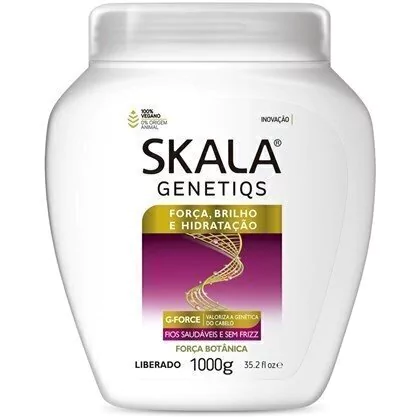 100%
VEGANO
0% ORIGEM
ANIMAL
INOVAÇÃO
SKALA®
GENETIQS
FORÇA, BRILHO
E HIDRATAÇÃO
G-FORCE
VALORIZA A GENÉTICA
DO CABELO
FIOS SAUDÁVEIS E SEM FRIZZ
FORÇA BOTÂNICA
LIBERADO 1000g 35.2 fl oz e